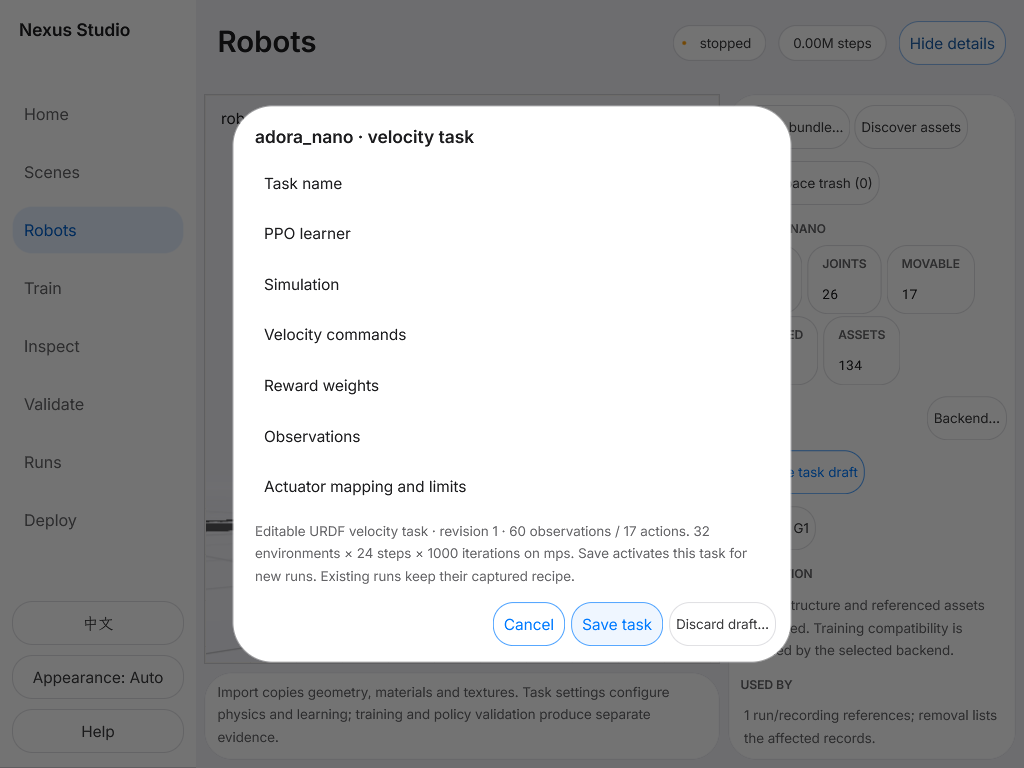 Nexus Studio
Home
Scenes
Robots
Train
Inspect
Validate
Runs
Deploy
中文
Appearance: Auto
Help
Robots
stopped
0.00M steps
Hide details
adora_nano · velocity task
Task name
PPO learner
Simulation
Velocity commands
Reward weights
Observations
Actuator mapping and limits
Editable URDF velocity task · revision 1 · 60 observations / 17 actions. 32
environments × 24 steps × 1000 iterations on mps. Save activates this task for
new runs. Existing runs keep their captured recipe.
Cancel
Save task
Discard draft...
bundle...
Discover assets
trash (0)
NANO
JOINTS
26
MOVABLE
17
ASSETS
134
Backend...
task draft
G1
and referenced assets
Training compatibility is
by the selected backend.
USED BY
1 run/recording references; removal lists
the affected records.
Import copies geometry, materials and textures. Task settings configure
physics and learning; training and policy validation produce separate
evidence.